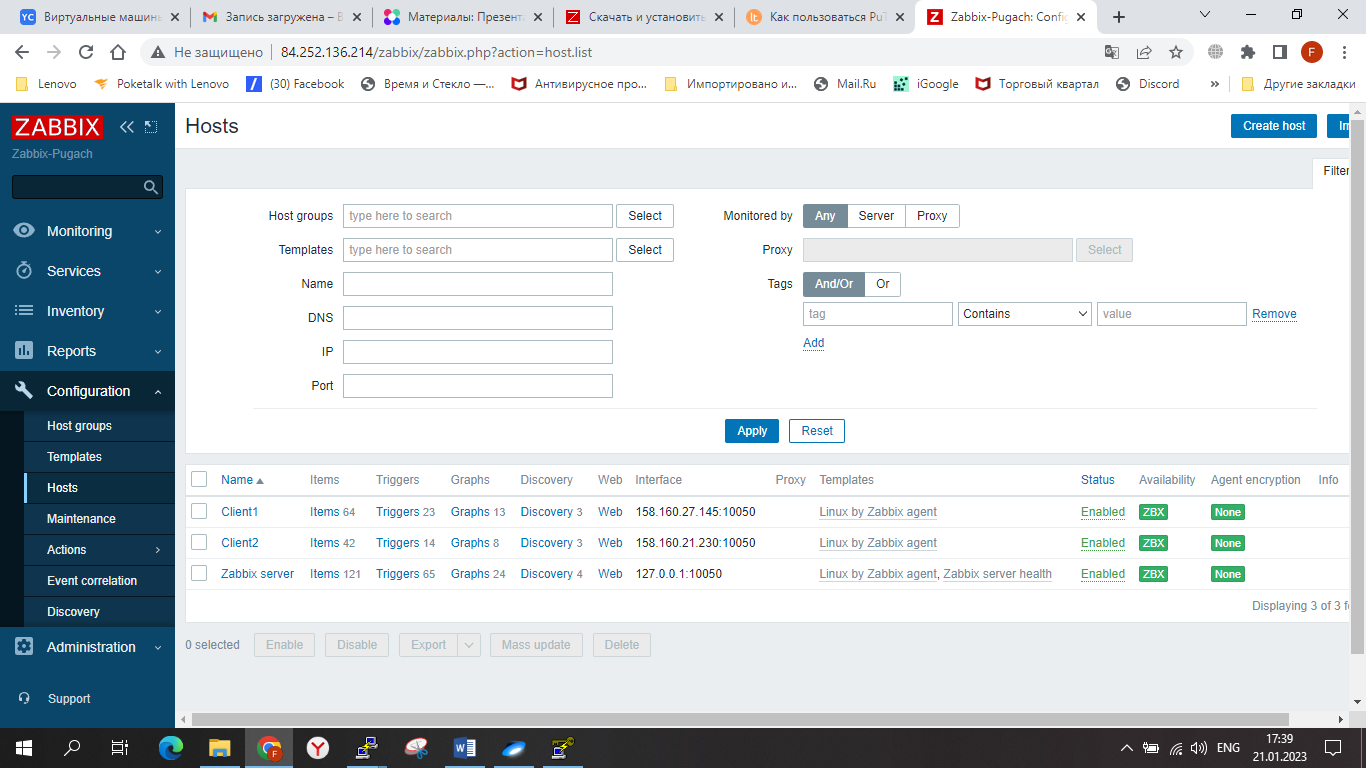 Виртуальные машины
Запись загружена – В
Материалы: Презент
Скачать и установить
Как пользоваться PuT
Zabbix-Pugach: Config
Не защищено
84.252.136.214/zabbix/zabbix.php?action=host.list
Lenovo
Poketalk with Lenovo
(30) Facebook
Время и Стекло —...
Антивирусное про...
Импортировано и...
Mail.Ru
iGoogle
Торговый квартал
Discord
»
Другие закладки
ZABBIX
Zabbix-Pugach
Hosts
Create host
Im
Filter
Monitoring
Services
Inventory
Reports
Configuration
Host groups
Templates
Hosts
Maintenance
Actions
Event correlation
Discovery
Administration
Support
Host groups type here to search Select
Templates type here to search Select
Name
DNS
IP
Port
Monitored by Any Server Proxy
Proxy Select
Tags And/Or Or
tag Contains value Remove
Add
Apply Reset
Name Items Triggers Graphs Discovery Web Interface Proxy Templates Status Availability Agent encryption Info
Client1 Items 64 Triggers 23 Graphs 13 Discovery 3 Web 158.160.27.145:10050 Linux by Zabbix agent Enabled ZBX None
Client2 Items 42 Triggers 14 Graphs 8 Discovery 3 Web 158.160.21.230:10050 Linux by Zabbix agent Enabled ZBX None
Zabbix server Items 121 Triggers 65 Graphs 24 Discovery 4 Web 127.0.0.1:10050 Linux by Zabbix agent, Zabbix server health Enabled ZBX None
Displaying 3 of 3 fo
0 selected Enable Disable Export Mass update Delete
ENG
17:39
21.01.2023